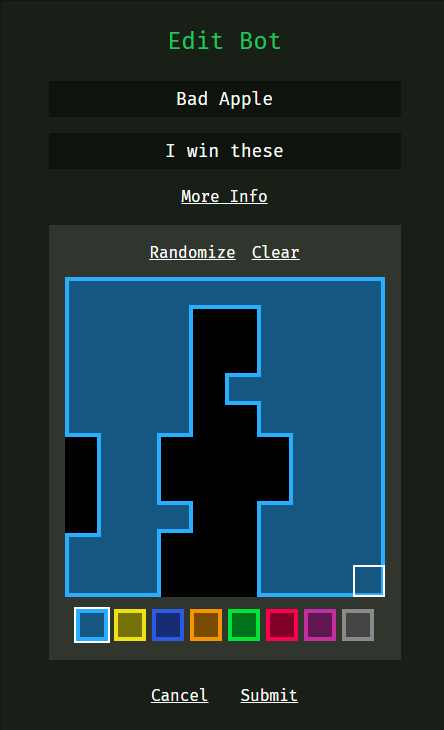 Edit Bot
Bad Apple
I win these
More Info
Randomize Clear
Cancel Submit